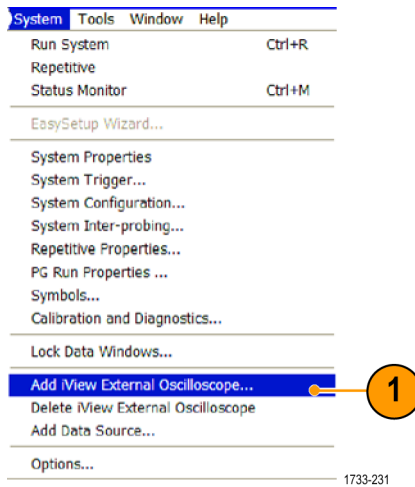 System Tools Window Help
Run System Ctrl+R
Repetitive
Status Monitor Ctrl+M
EasySetup Wizard...
System Properties
System Trigger...
System Configuration...
System Inter-probing...
Repetitive Properties...
PG Run Properties ...
Symbols...
Calibration and Diagnostics...
Lock Data Windows...
Add iView External Oscilloscope...
1
Delete iView External Oscilloscope
Add Data Source...
Options...
1733-231